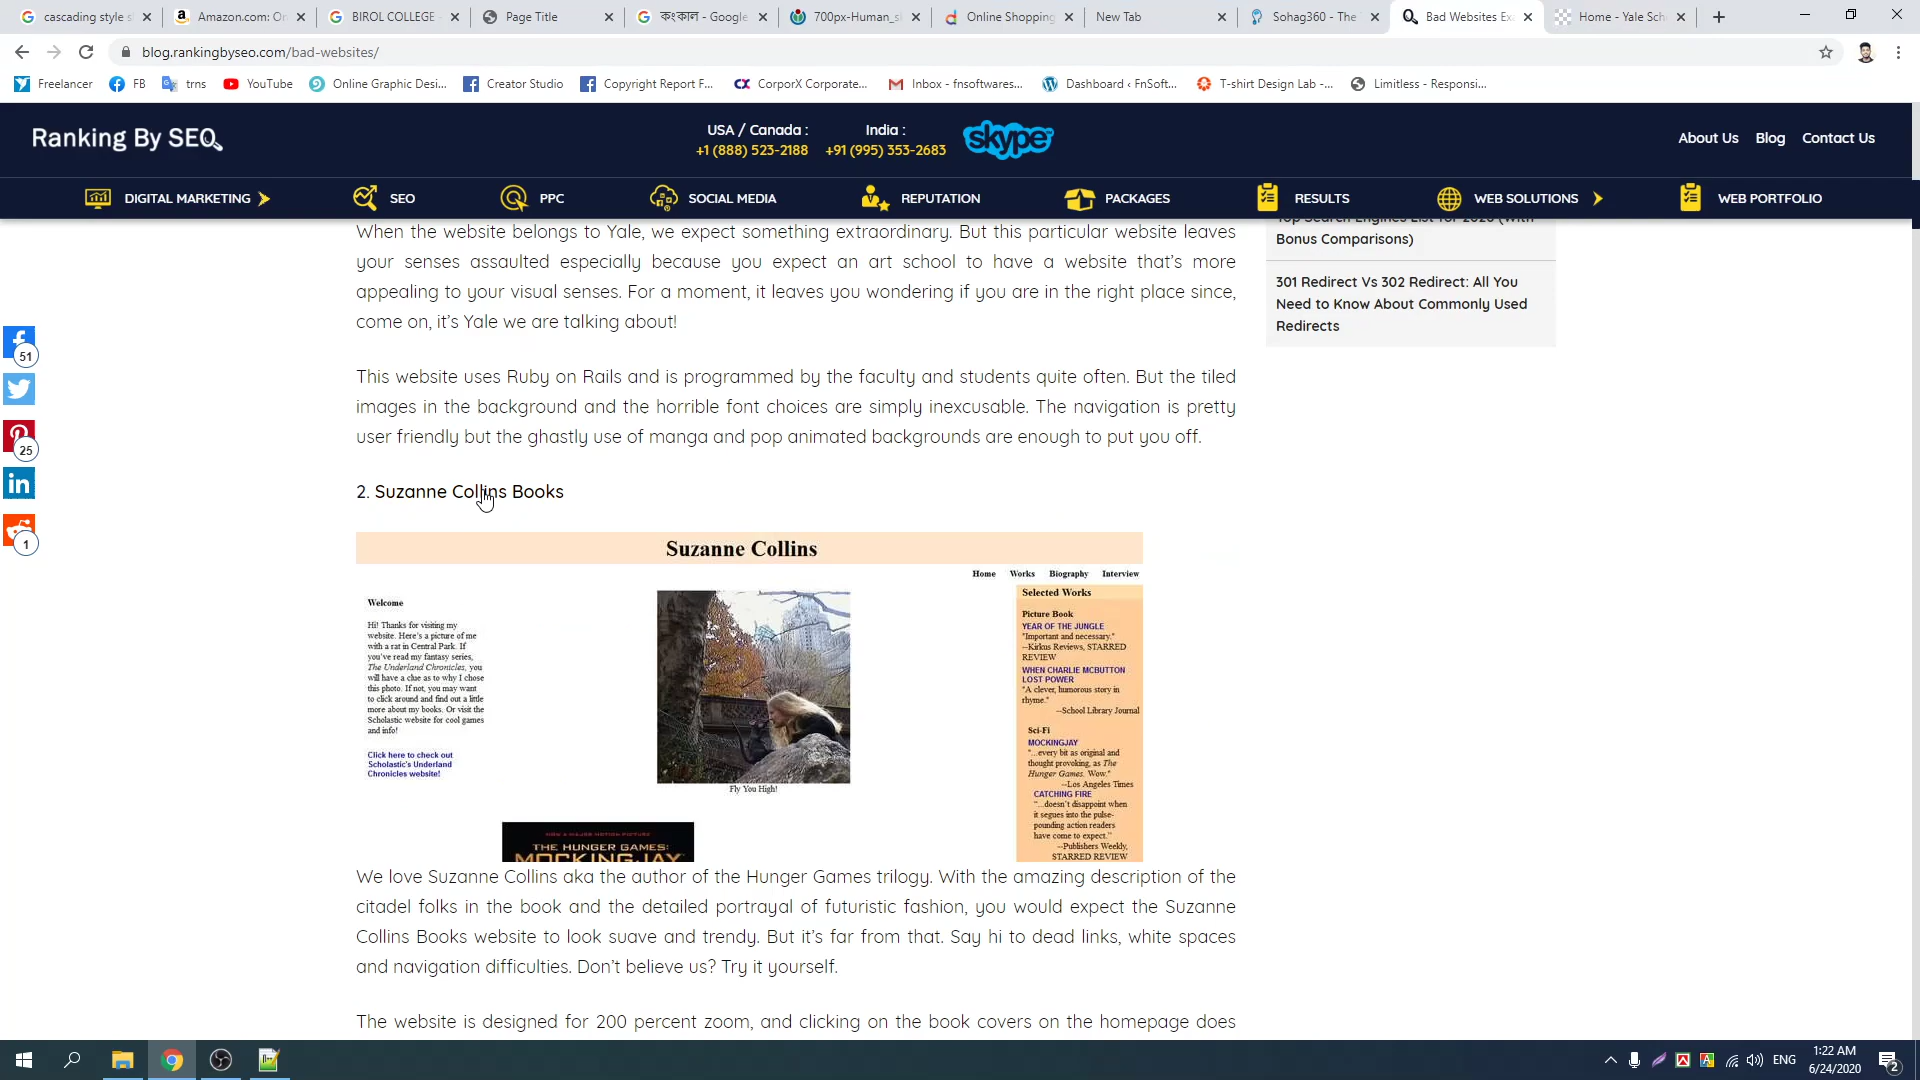 cascading style s
Amazon.com: On
BIROL COLLEGE -
Page Title
কংকাল - Google
700px-Human_s
Online Shopping
New Tab
Sohag360 - The
Bad Websites Ex
Home - Yale Sch
blog.rankingbyseo.com/bad-websites/
Freelancer
FB
trns
YouTube
Online Graphic Desi...
Creator Studio
Copyright Report F...
CorporX Corporate...
Inbox - fnsoftwares...
Dashboard ‹ FnSoft...
T-shirt Design Lab -...
Limitless - Responsi...
Ranking By SEO
USA / Canada :
+1 (888) 523-2188
India :
+91 (995) 353-2683
skype
About Us
Blog
Contact Us
DIGITAL MARKETING
SEO
PPC
SOCIAL MEDIA
REPUTATION
PACKAGES
RESULTS
WEB SOLUTIONS
WEB PORTFOLIO
When the website belongs to Yale, we expect something extraordinary. But this particular website leaves
your senses assaulted especially because you expect an art school to have a website that's more
appealing to your visual senses. For a moment, it leaves you wondering if you are in the right place since,
come on, it's Yale we are talking about!
This website uses Ruby on Rails and is programmed by the faculty and students quite often. But the tiled
images in the background and the horrible font choices are simply inexcusable. The navigation is pretty
user friendly but the ghastly use of manga and pop animated backgrounds are enough to put you off.
Top Search Engines List for 2020 (With
Bonus Comparisons)
301 Redirect Vs 302 Redirect: All You
Need to Know About Commonly Used
Redirects
51
25
in
1
2. Suzanne Collins Books
Suzanne Collins
Home Works Biography Interview
Welcome
Hi! Thanks for visiting my
website. Here's a picture of me
with a rat in Central Park. If
you've read my fantasy series,
The Underland Chronicles, you
will have a clue as to why I chose
this photo. If not, you may want
to click around and find out a little
more about my books. Or visit the
Scholastic website for cool games
and info!
Click here to check out
Scholastic's Underland
Chronicles website!
Fly You High!
NOW A MAJOR MOTION PICTURE
THE HUNGER GAMES:
MOCKINGJAY
Selected Works
Picture Book
YEAR OF THE JUNGLE
"Important and necessary."
--Kirkus Reviews, STARRED
REVIEW
WHEN CHARLIE MCBUTTON
LOST POWER
"A clever, humorous story in
rhyme."
--School Library Journal
Sci-Fi
MOCKINGJAY
"...every bit as original and
thought provoking, as The
Hunger Games. Wow."
--Los Angeles Times
CATCHING FIRE
"...doesn't disappoint when
it segues into the pulse-
pounding action readers
have come to expect."
--Publishers Weekly,
STARRED REVIEW
We love Suzanne Collins aka the author of the Hunger Games trilogy. With the amazing description of the
citadel folks in the book and the detailed portrayal of futuristic fashion, you would expect the Suzanne
Collins Books website to look suave and trendy. But it's far from that. Say hi to dead links, white spaces
and navigation difficulties. Don't believe us? Try it yourself.
The website is designed for 200 percent zoom, and clicking on the book covers on the homepage does
ENG
1:22 AM
6/24/2020
2